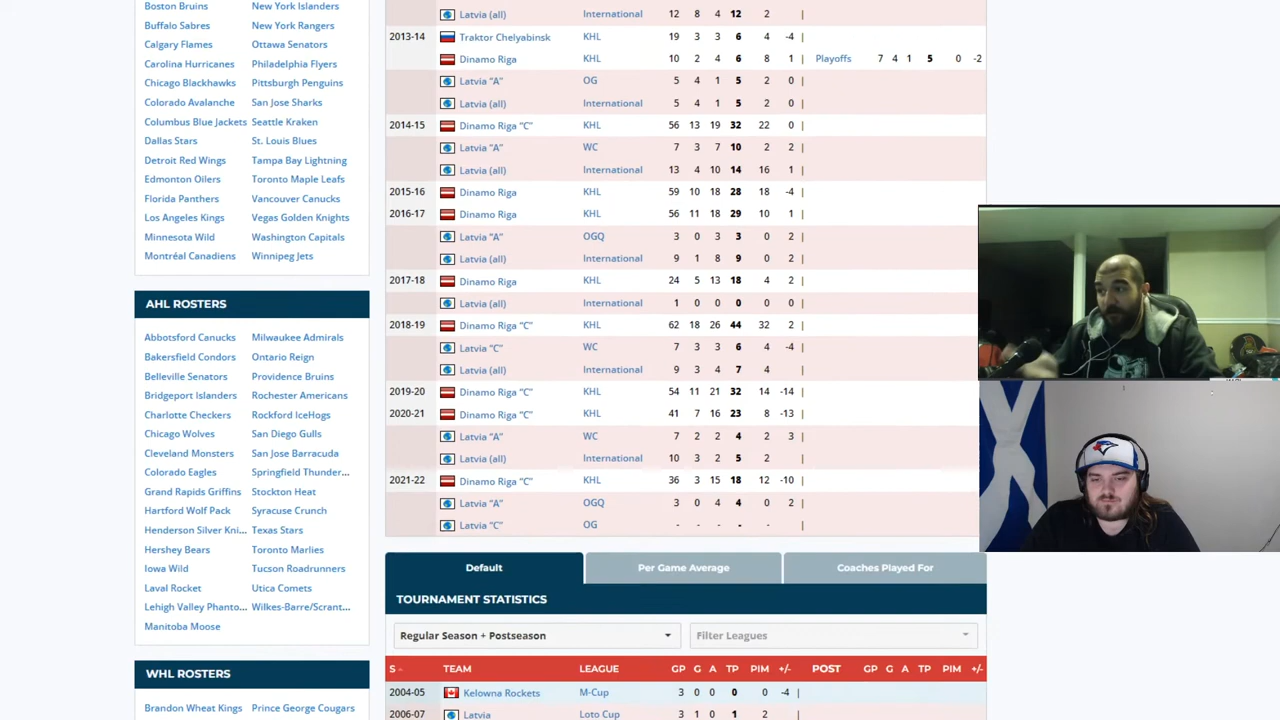 Boston Bruins New York Islanders
Buffalo Sabres New York Rangers
Calgary Flames Ottawa Senators
Carolina Hurricanes Philadelphia Flyers
Chicago Blackhawks Pittsburgh Penguins
Colorado Avalanche San Jose Sharks
Columbus Blue Jackets Seattle Kraken
Dallas Stars St. Louis Blues
Detroit Red Wings Tampa Bay Lightning
Edmonton Oilers Toronto Maple Leafs
Florida Panthers Vancouver Canucks
Los Angeles Kings Vegas Golden Knights
Minnesota Wild Washington Capitals
Montréal Canadiens Winnipeg Jets
AHL ROSTERS
Abbotsford Canucks Milwaukee Admirals
Bakersfield Condors Ontario Reign
Belleville Senators Providence Bruins
Bridgeport Islanders Rochester Americans
Charlotte Checkers Rockford IceHogs
Chicago Wolves San Diego Gulls
Cleveland Monsters San Jose Barracuda
Colorado Eagles Springfield Thunder...
Grand Rapids Griffins Stockton Heat
Hartford Wolf Pack Syracuse Crunch
Henderson Silver Kni... Texas Stars
Hershey Bears Toronto Marlies
Iowa Wild Tucson Roadrunners
Laval Rocket Utica Comets
Lehigh Valley Phanto... Wilkes-Barre/Scrant...
Manitoba Moose
WHL ROSTERS
Brandon Wheat Kings Prince George Cougars
Latvia (all) International 12 8 4 12 2 |
2013-14 Traktor Chelyabinsk KHL 19 3 3 6 4 -4 |
Dinamo Riga KHL 10 2 4 6 8 1 | Playoffs 7 4 1 5 0 -2
Latvia “A” OG 5 4 1 5 2 0 |
Latvia (all) International 5 4 1 5 2 0 |
2014-15 Dinamo Riga “C” KHL 56 13 19 32 22 0 |
Latvia “A” WC 7 3 7 10 2 2 |
Latvia (all) International 13 4 10 14 16 1 |
2015-16 Dinamo Riga KHL 59 10 18 28 18 -4 |
2016-17 Dinamo Riga KHL 56 11 18 29 10 1 |
Latvia “A” OGQ 3 0 3 3 0 2 |
Latvia (all) International 9 1 8 9 0 2 |
2017-18 Dinamo Riga KHL 24 5 13 18 4 2 |
Latvia (all) International 1 0 0 0 0 0 |
2018-19 Dinamo Riga “C” KHL 62 18 26 44 32 2 |
Latvia “C” WC 7 3 3 6 4 -4 |
Latvia (all) International 9 3 4 7 4 |
2019-20 Dinamo Riga “C” KHL 54 11 21 32 14 -14 |
2020-21 Dinamo Riga “C” KHL 41 7 16 23 8 -13 |
Latvia “A” WC 7 2 2 4 2 3 |
Latvia (all) International 10 3 2 5 2 |
2021-22 Dinamo Riga “C” KHL 36 3 15 18 12 -10 |
Latvia “A” OGQ 3 0 4 4 0 2 |
Latvia “C” OG - - - - - |
Default Per Game Average Coaches Played For
TOURNAMENT STATISTICS
Regular Season + Postseason Filter Leagues
S TEAM LEAGUE GP G A TP PIM +/- POST GP G A TP PIM +/-
2004-05 Kelowna Rockets M-Cup 3 0 0 0 0 -4 |
2006-07 Latvia Loto Cup 3 1 0 1 2 |